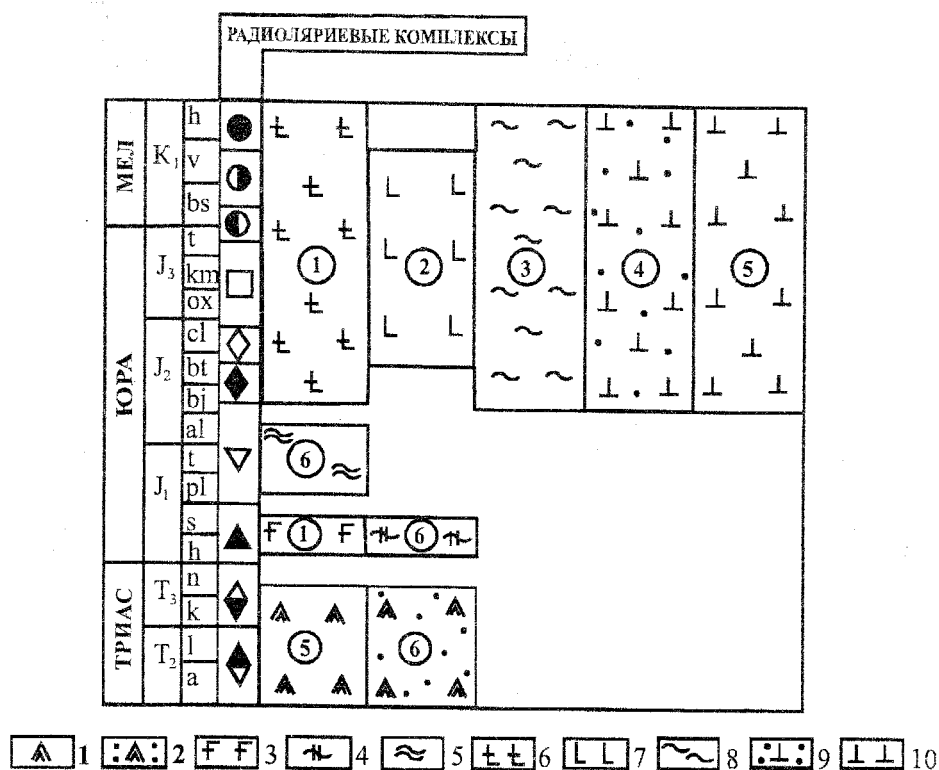 РАДИОЛЯРИЕВЫЕ КОМПЛЕКСЫ
МЕЛ
K1
h
v
bs
ЮРА
J3
t
km
ox
J2
cl
bt
bj
al
J1
t
pl
s
h
ТРИАС
T3
n
k
T2
l
a
1 2 3 4 5
6
1 6
5 6
1 2 3 4 5 6 7 8 9 10